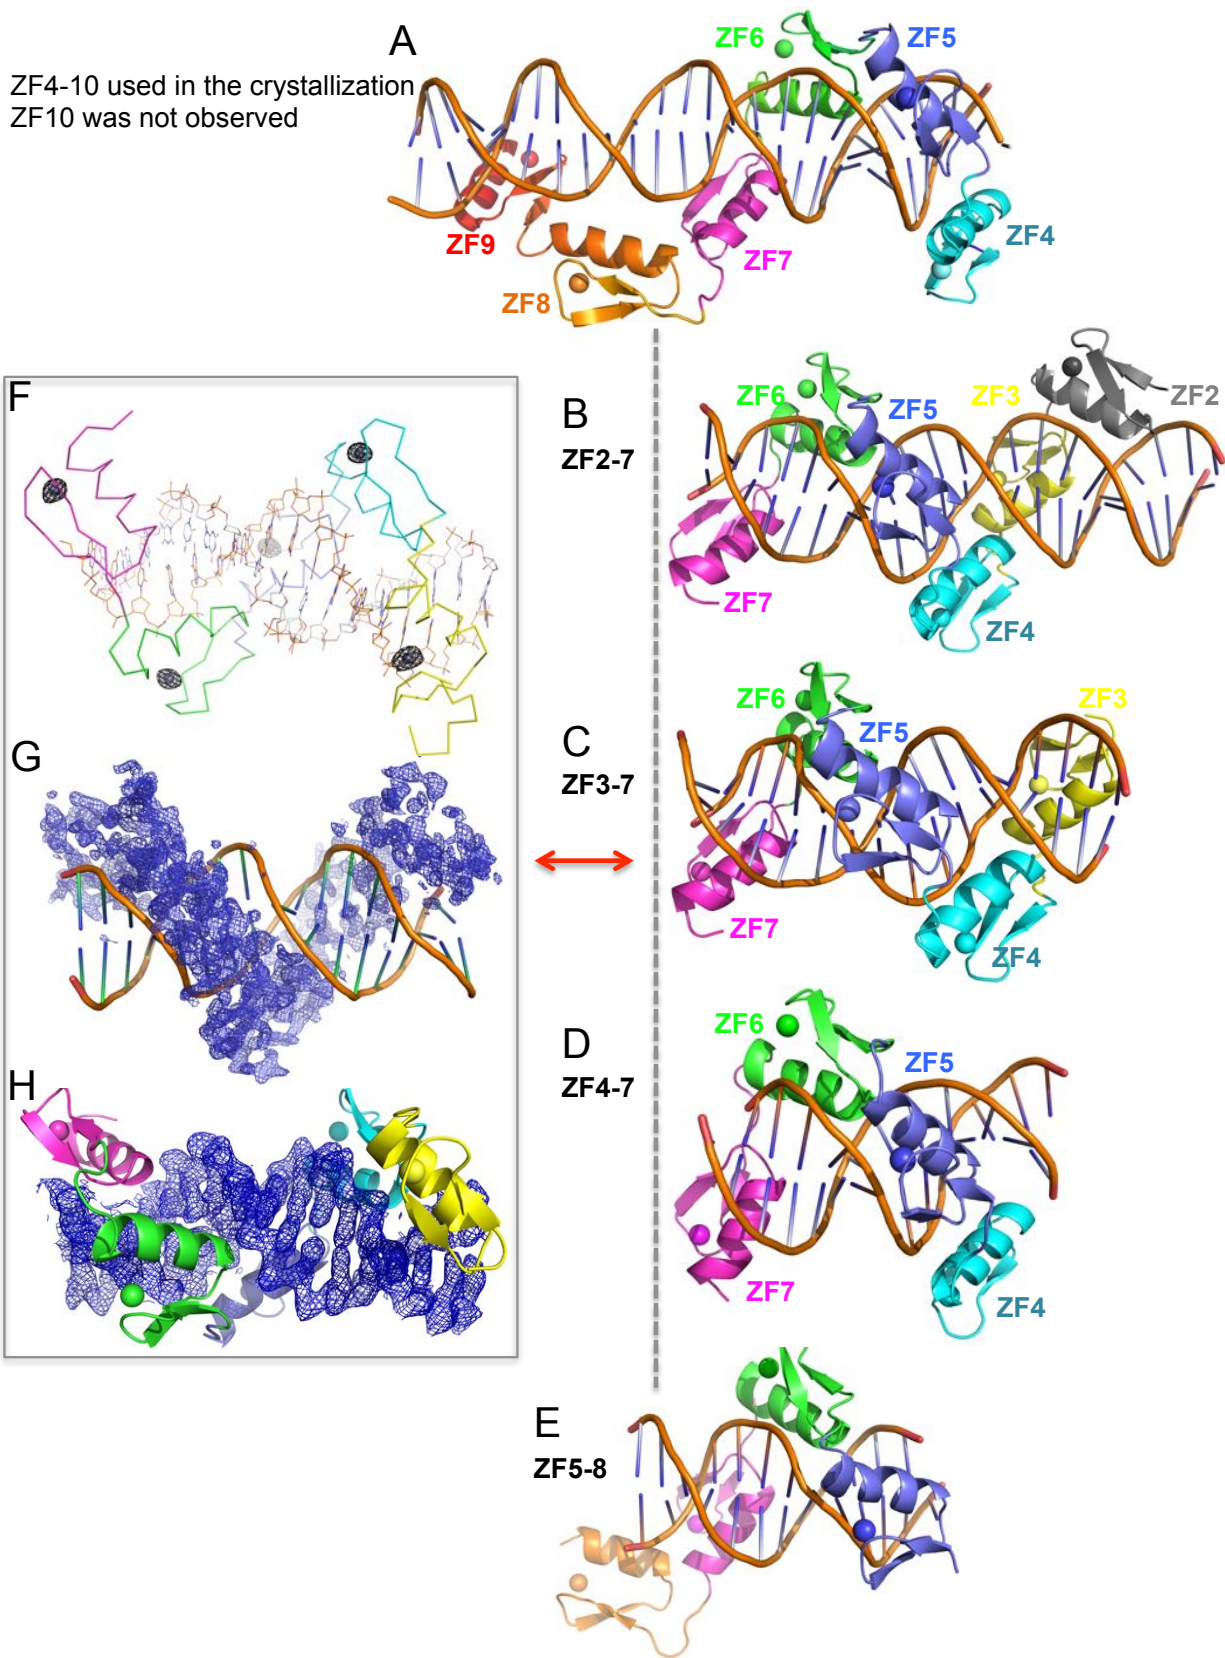 A
ZF4-10 used in the crystallization
ZF10 was not observed
ZF6
ZF5
ZF4
ZF9
ZF7
ZF8
F
B
ZF2-7
ZF6
ZF5
ZF3
ZF2
ZF7
ZF4
G
C
ZF3-7
ZF6
ZF5
ZF3
ZF7
ZF4
H
D
ZF4-7
ZF6
ZF5
ZF7
ZF4
E
ZF5-8